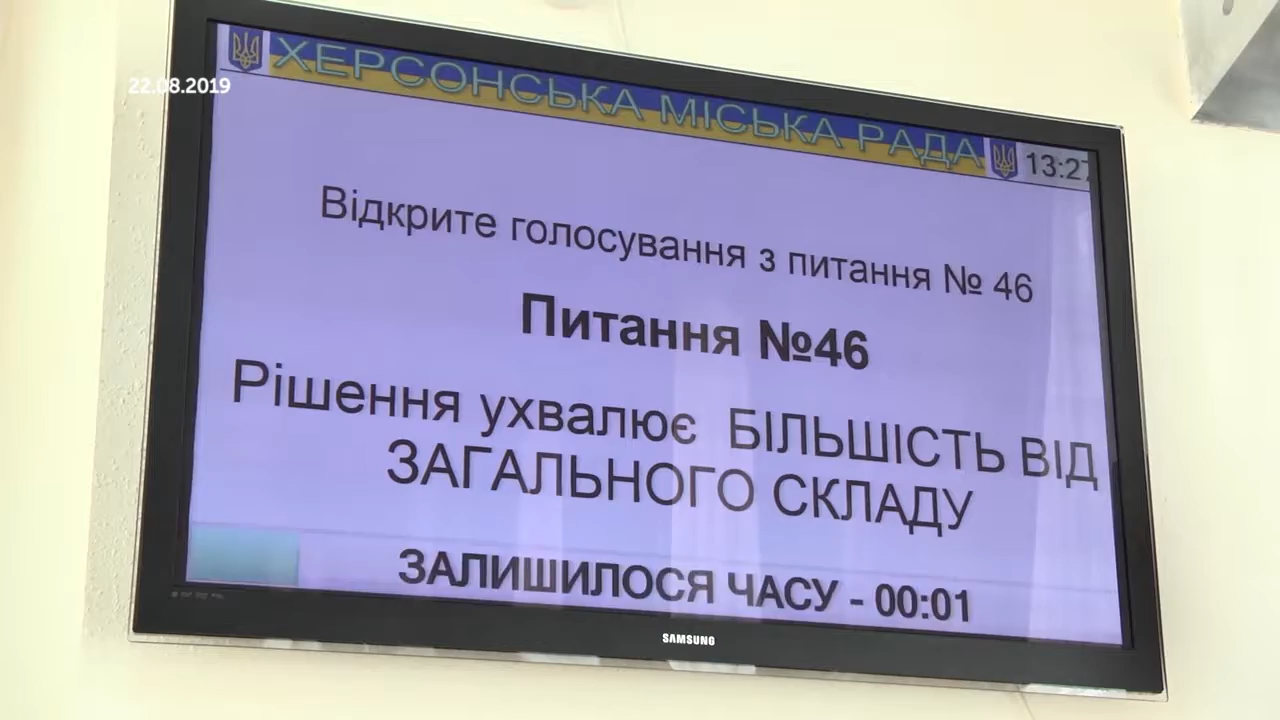 22.08.2019
ХЕРСОНСЬКА МІСЬКА РАДА
13:27
Відкрите голосування з питання № 46
Питання №46
Рішення ухвалює БІЛЬШІСТЬ ВІД
ЗАГАЛЬНОГО СКЛАДУ
ЗАЛИШИЛОСЯ ЧАСУ - 00:01
SAMSUNG